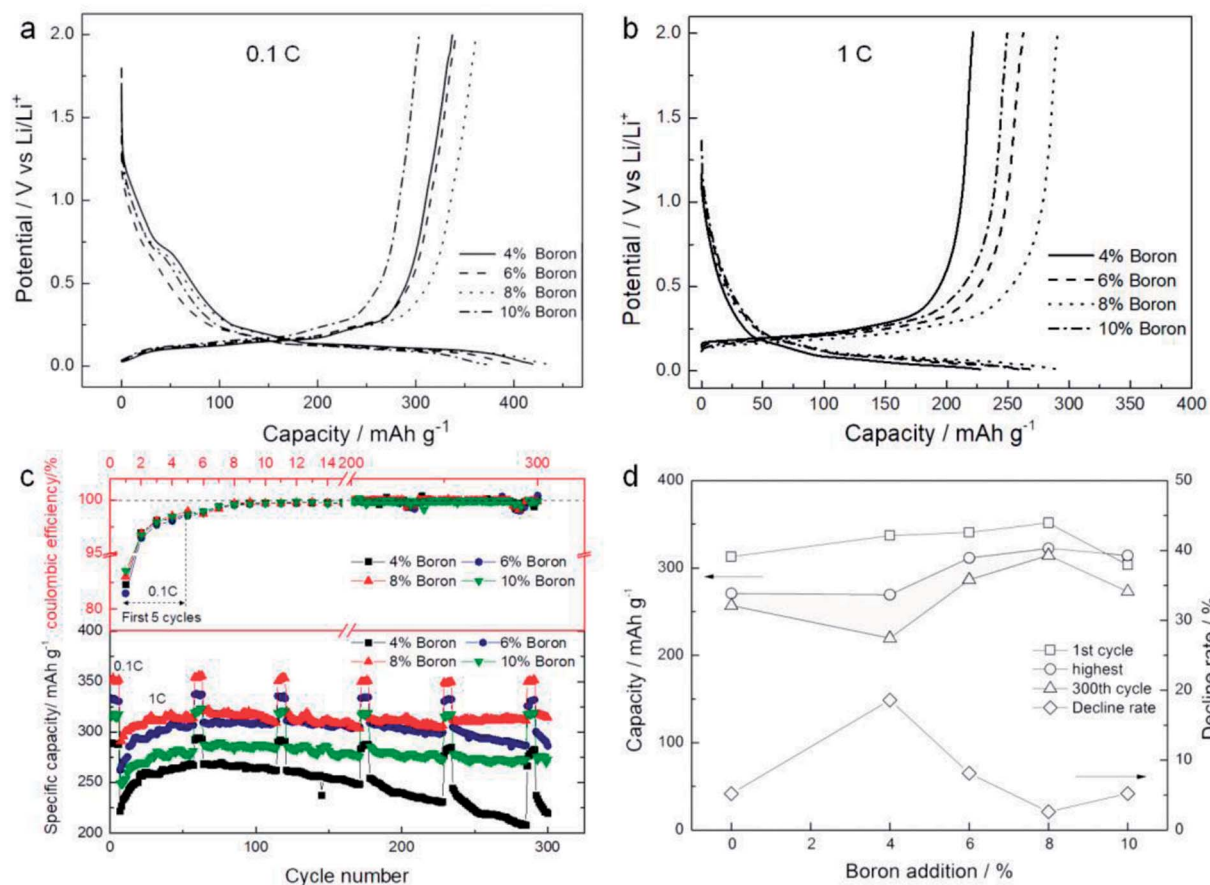 a
0.1 C
2.0
1.5
1.0
0.5
0.0
Potential / V vs Li/Li⁺
4% Boron
6% Boron
8% Boron
10% Boron
0 100 200 300 400
Capacity / mAh g⁻¹
b
1 C
2.0
1.5
1.0
0.5
0.0
Potential / V vs Li/Li⁺
4% Boron
6% Boron
8% Boron
10% Boron
0 50 100 150 200 250 300 350 400
Capacity / mAh g⁻¹
c
0 2 4 6 8 10 12 14 200 300
coulombic efficiency/%
100
95
80
4% Boron 6% Boron
8% Boron 10% Boron
0.1C
First 5 cycles
Specific capacity/ mAh g⁻¹
400
350
300
250
200
4% Boron 6% Boron
8% Boron 10% Boron
0.1C
1C
0 50 100 200 300
Cycle number
d
400
350
300
250
200
150
100
50
0
Capacity / mAh g⁻¹
50
40
30
20
10
0
Decline rate / %
1st cycle
highest
300th cycle
Decline rate
0 2 4 6 8 10
Boron addition / %